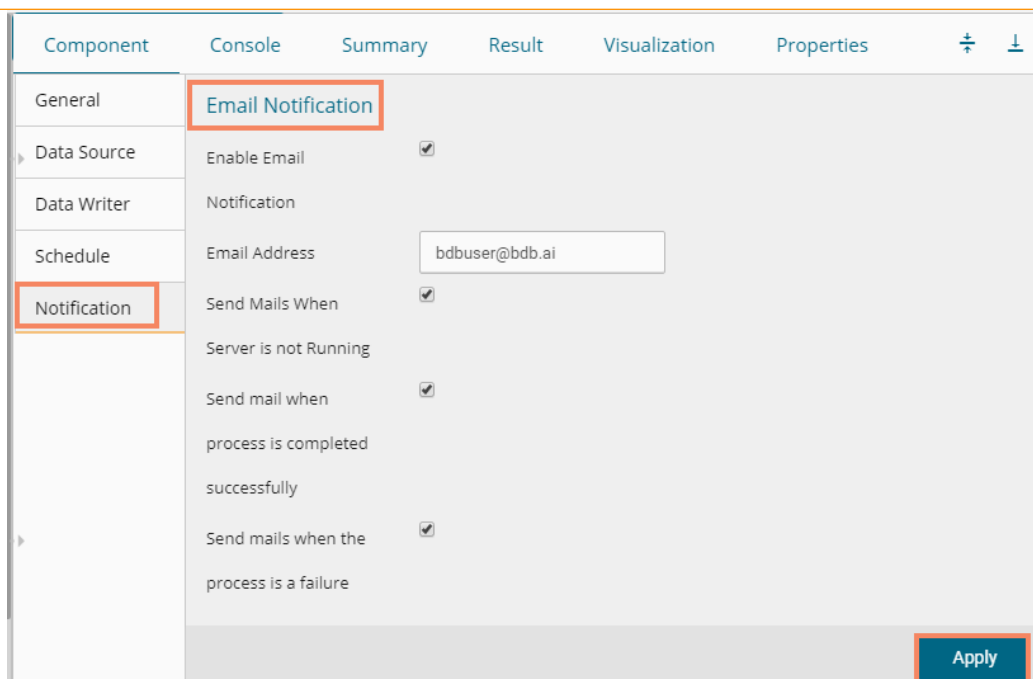 Component Console Summary Result Visualization Properties
General
Data Source
Data Writer
Schedule
Notification
Email Notification
Enable Email
Notification
Email Address bdbuser@bdb.ai
Send Mails When
Server is not Running
Send mail when
process is completed
successfully
Send mails when the
process is a failure
Apply